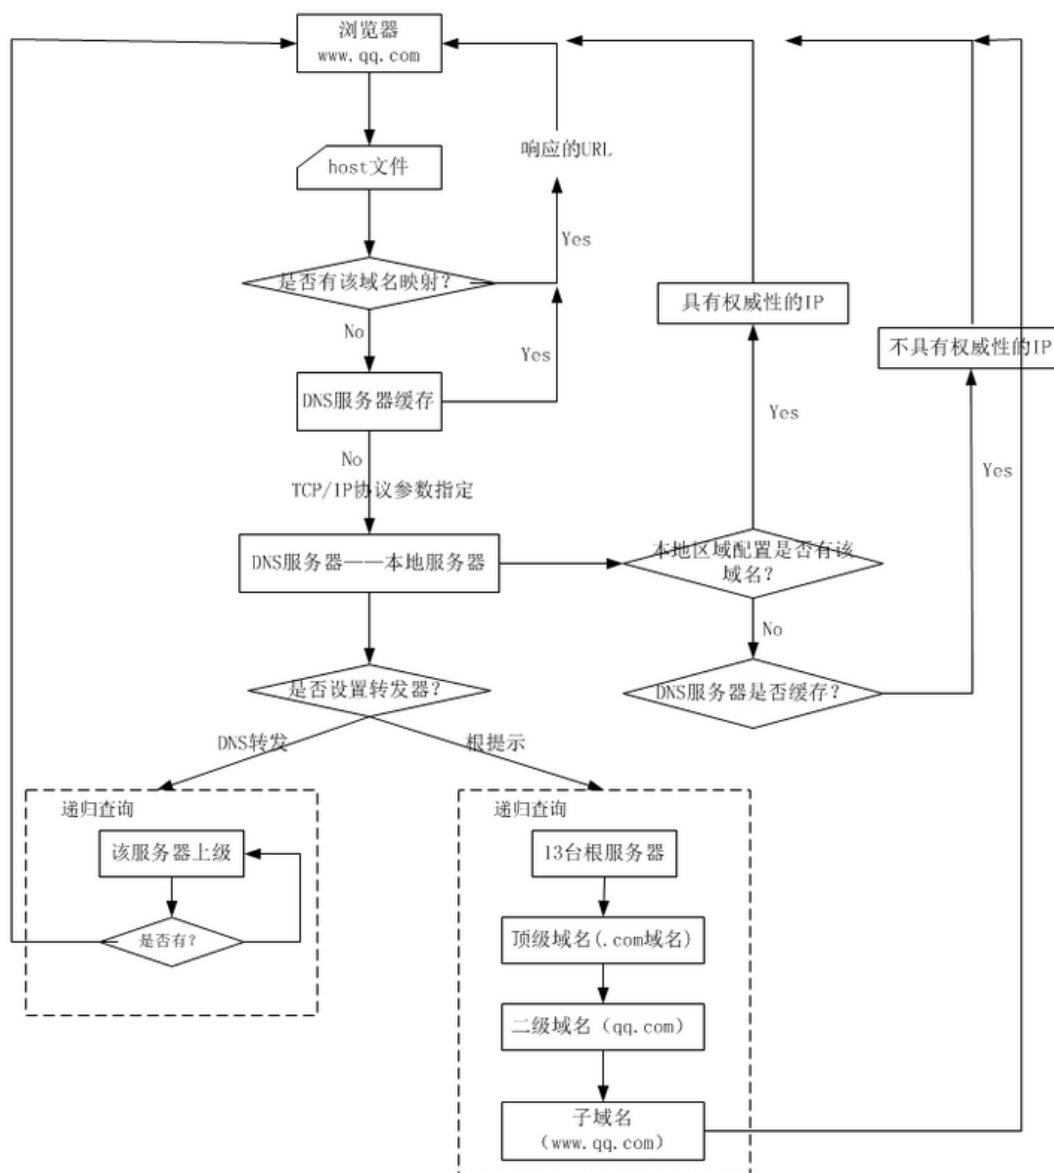 浏览器
www.qq.com
响应的URL
host文件
Yes
是否有该域名映射？
具有权威性的IP
No
Yes
不具有权威性的IP
DNS服务器缓存
Yes
No
Yes
TCP/IP协议参数指定
DNS服务器——本地服务器
本地区域配置是否有该
域名？
No
是否设置转发器？
DNS服务器是否缓存？
DNS转发
根提示
递归查询
递归查询
该服务器上级
13台根服务器
是否有？
顶级域名(.com域名)
二级域名（qq.com）
子域名
（www.qq.com）